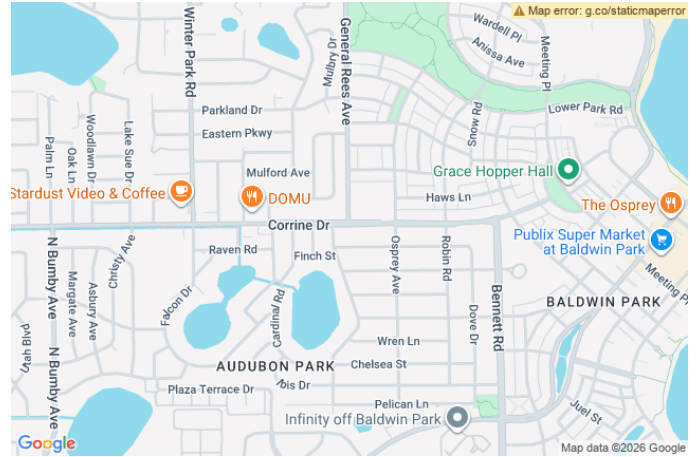 Map error: g.co/staticmaperror
Wardell Pl
Anissa Ave
Meeting Pl
Winter Park Rd
Mulby Dr
General Rees Ave
Parkland Dr
Eastern Pkwy
Lower Park Rd
Snow Rd
Palm Ln
Oak Ln
Woodlawn Dr
Lake Sue Dr
Mulford Ave
Grace Hopper Hall
Stardust Video & Coffee
DOMU
Haws Ln
The Osprey
Corrine Dr
Publix Super Market
at Baldwin Park
N Bumby Ave
Margate Ave
Asbury Ave
Christy Ave
Raven Rd
Finch St
Falcon Dr
Cardinal Rd
Osprey Ave
Robin Rd
Meeting Pl
Bennett Rd
Dove Dr
BALDWIN PARK
Utah Blvd
N Bumby Ave
Wren Ln
AUDUBON PARK
Chelsea St
Plaza Terrace Dr
Ibis Dr
Pelican Ln
Juel St
Infinity off Baldwin Park
Google
Map data ©2026 Google